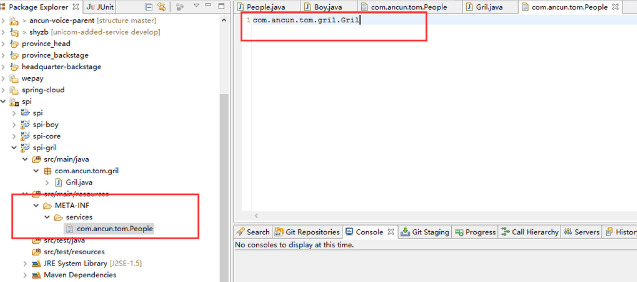 Package Explorer
JUnit
ancun-voice-parent [structure master]
shyzb [unicom-added-service develop]
province_head
province_backstage
headquarter-backstage
wepay
spring-cloud
spi
spi
spi-boy
spi-core
spi-gril
src/main/java
com.ancun.tom.gril
Gril.java
src/main/resources
META-INF
services
com.ancun.tom.People
src/test/java
src/test/resources
JRE System Library [J2SE-1.5]
Maven Dependencies
People.java
Boy.java
com.ancun.tom.People
Gril.java
com.ancun.tom.People
1 com.ancun.tom.gril.Gril
Search
Git Repositories
Console
Git Staging
Progress
Call Hierarchy
Servers
Histor
No consoles to display at this time.